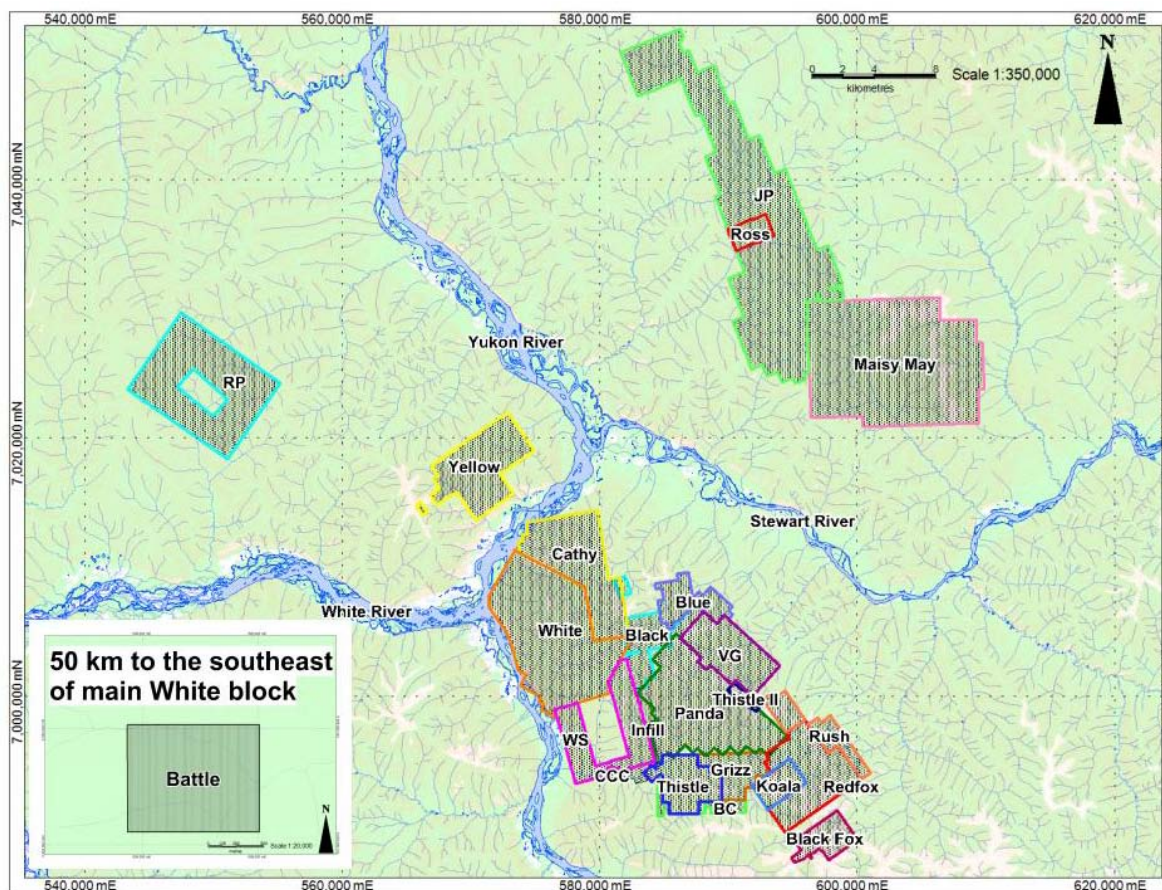 540,000 mE
560,000 mE
580,000 mE
600,000 mE
620,000 mE
N
0 2 4 8
kilometres
Scale 1:350,000
7,040,000 mN
JP
Ross
Yukon River
Maisy May
RP
7,020,000 mN
Yellow
Stewart River
Cathy
White River
Blue
White
Black
VG
50 km to the southeast
of main White block
Thistle II
7,000,000 mN
Panda
Infill
WS
Rush
Grizz
Battle
CCC
Thistle
Koala
Redfox
BC
N
Scale 1:20,000
Black Fox
540,000 mE
560,000 mE
580,000 mE
600,000 mE
620,000 mE